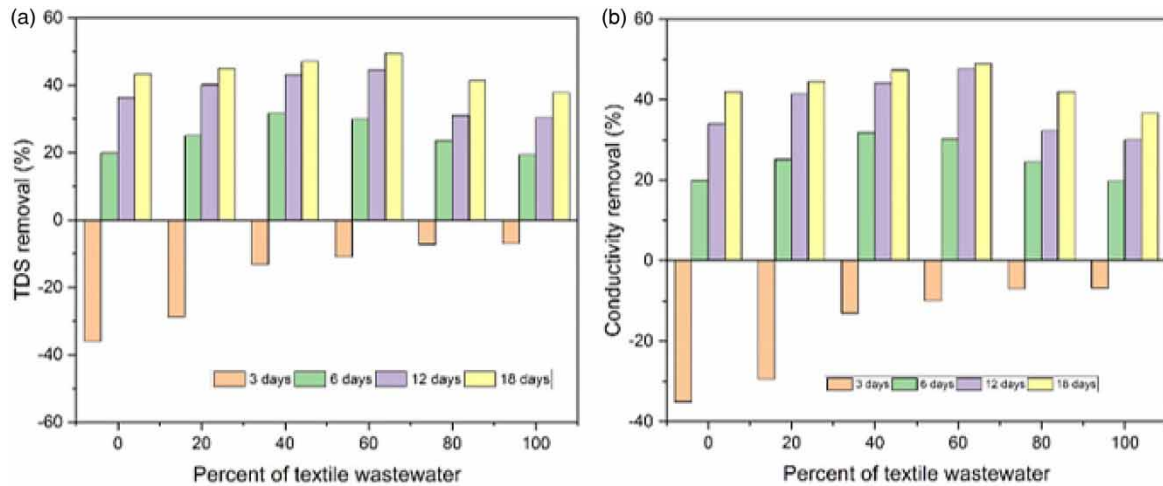 (a)
60
40
20
0
-20
-40
-60
TDS removal (%)
3 days 6 days 12 days 18 days
0 20 40 60 80 100
Percent of textile wastewater
(b)
60
40
20
0
-20
-40
Conductivity removal (%)
3 days 6 days 12 days 18 days
0 20 40 60 80 100
Percent of textile wastewater